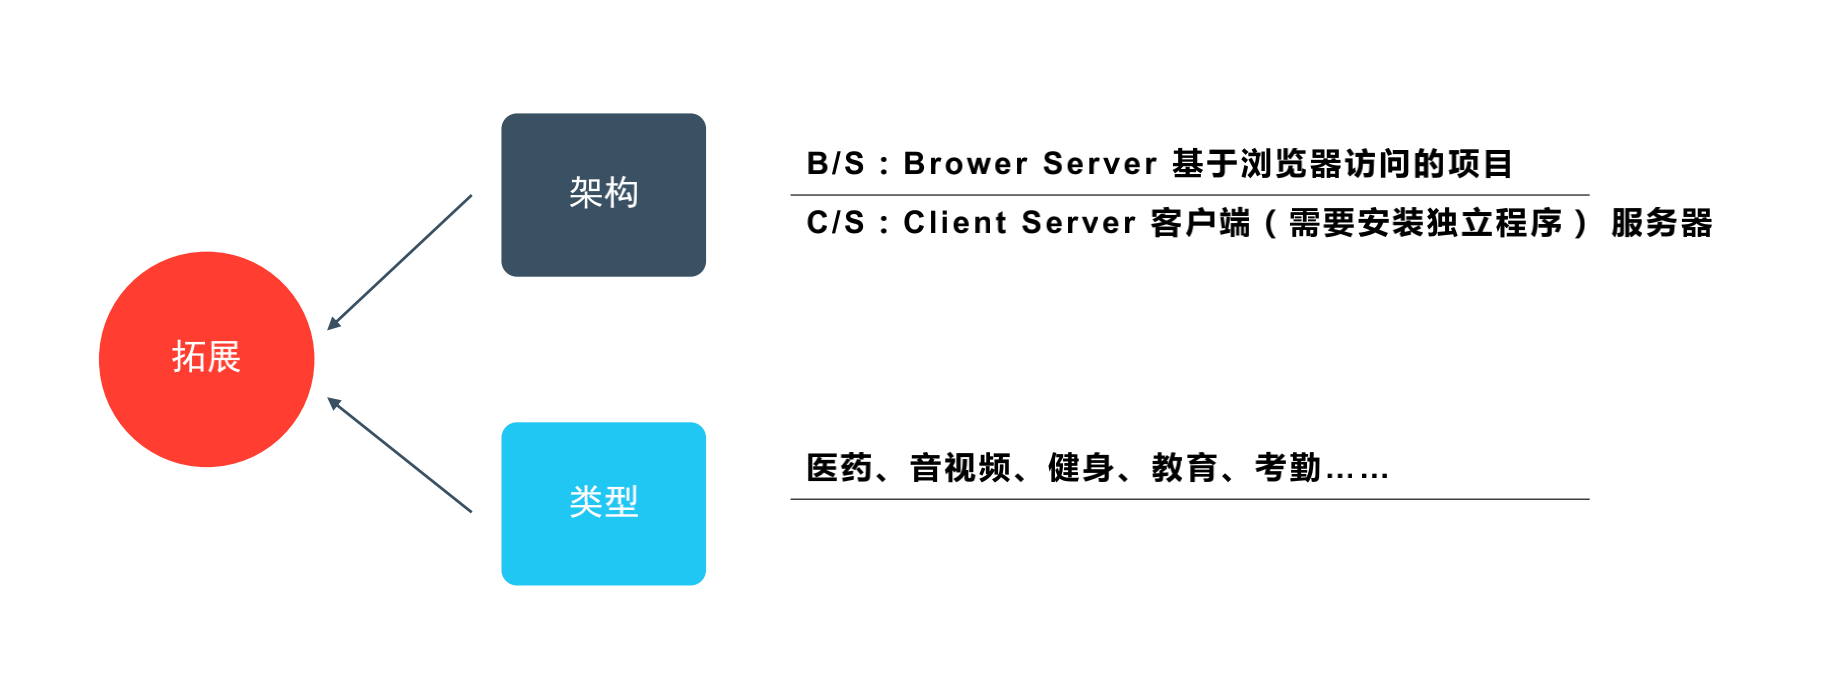 架构
B/S：Brower Server 基于浏览器访问的项目
C/S：Client Server 客户端（需要安装独立程序） 服务器
拓展
类型
医药、音视频、健身、教育、考勤……